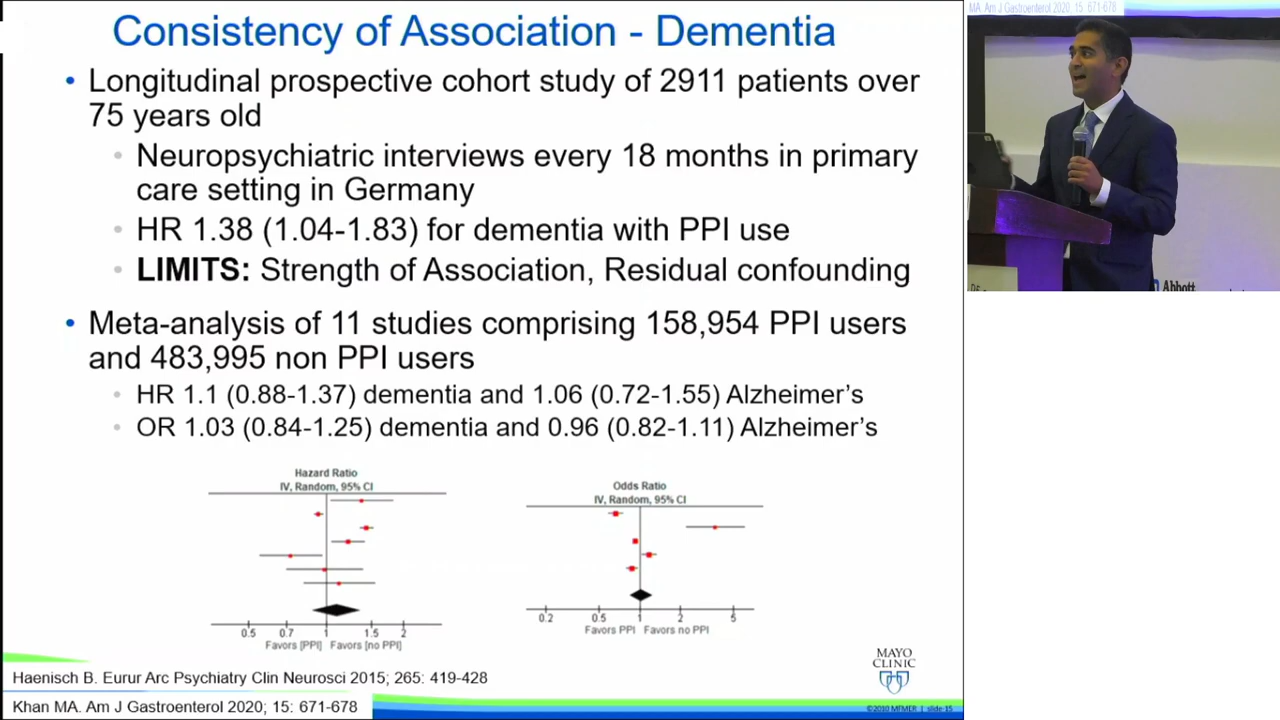 Consistency of Association - Dementia
• Longitudinal prospective cohort study of 2911 patients over
75 years old
• Neuropsychiatric interviews every 18 months in primary
care setting in Germany
• HR 1.38 (1.04-1.83) for dementia with PPI use
• LIMITS: Strength of Association, Residual confounding
• Meta-analysis of 11 studies comprising 158,954 PPI users
and 483,995 non PPI users
• HR 1.1 (0.88-1.37) dementia and 1.06 (0.72-1.55) Alzheimer’s
• OR 1.03 (0.84-1.25) dementia and 0.96 (0.82-1.11) Alzheimer’s
Hazard Ratio
IV, Random, 95% CI
0.5 0.7 1 1.5 2
Favors [PPI] Favors [no PPI]
Odds Ratio
IV, Random, 95% CI
0.2 0.5 1 2 5
Favors PPI Favors no PPI
Haenisch B. Eurur Arc Psychiatry Clin Neurosci 2015; 265: 419-428
Khan MA. Am J Gastroenterol 2020; 15: 671-678
MAYO
CLINIC
©2010 MFMER | slide-15
MA. Am J Gastroenterol 2020; 15: 671-678
Abbott